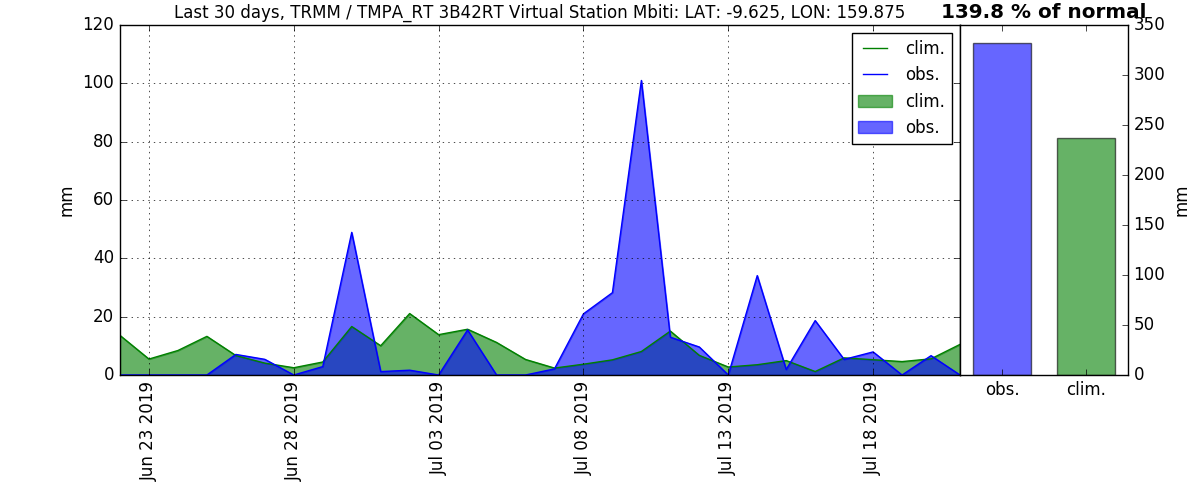 Last 30 days, TRMM / TMPA_RT 3B42RT Virtual Station Mbiti: LAT: -9.625, LON: 159.875
139.8 % of normal
120
100
80
60
40
20
0
mm
clim.
obs.
clim.
obs.
Jun 23 2019
Jun 28 2019
Jul 03 2019
Jul 08 2019
Jul 13 2019
Jul 18 2019
350
300
250
200
150
100
50
0
mm
obs.
clim.